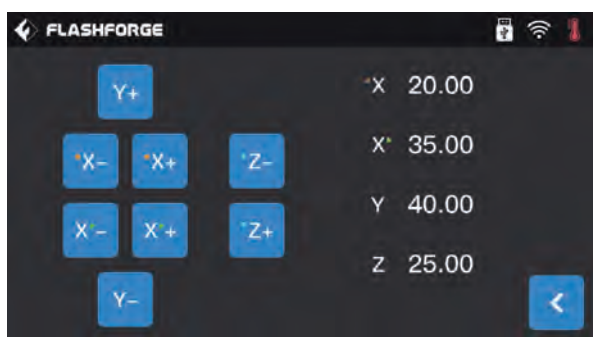 FLASHFORGE
Y+
X- X+ Z-
X- X+ Z+
Y-
X 20.00
X 35.00
Y 40.00
Z 25.00